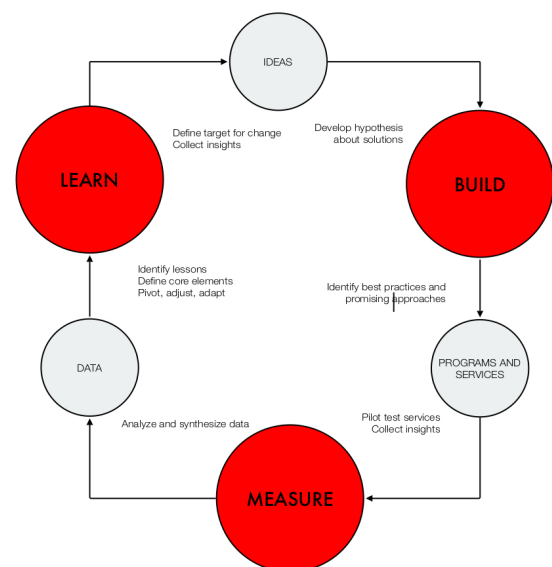 IDEAS
Define target for change
Collect insights
Develop hypothesis
about solutions
LEARN
BUILD
Identify lessons
Define core elements
Pivot, adjust, adapt
Identify best practices and
promising approaches
DATA
PROGRAMS AND
SERVICES
Analyze and synthesize data
Pilot test services
Collect insights
MEASURE